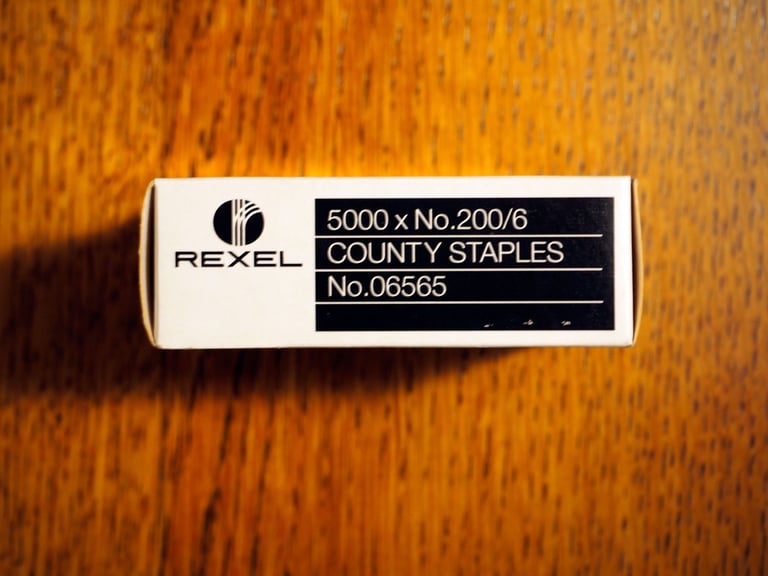 REXEL
5000 x No.200/6
COUNTY STAPLES
No.06565